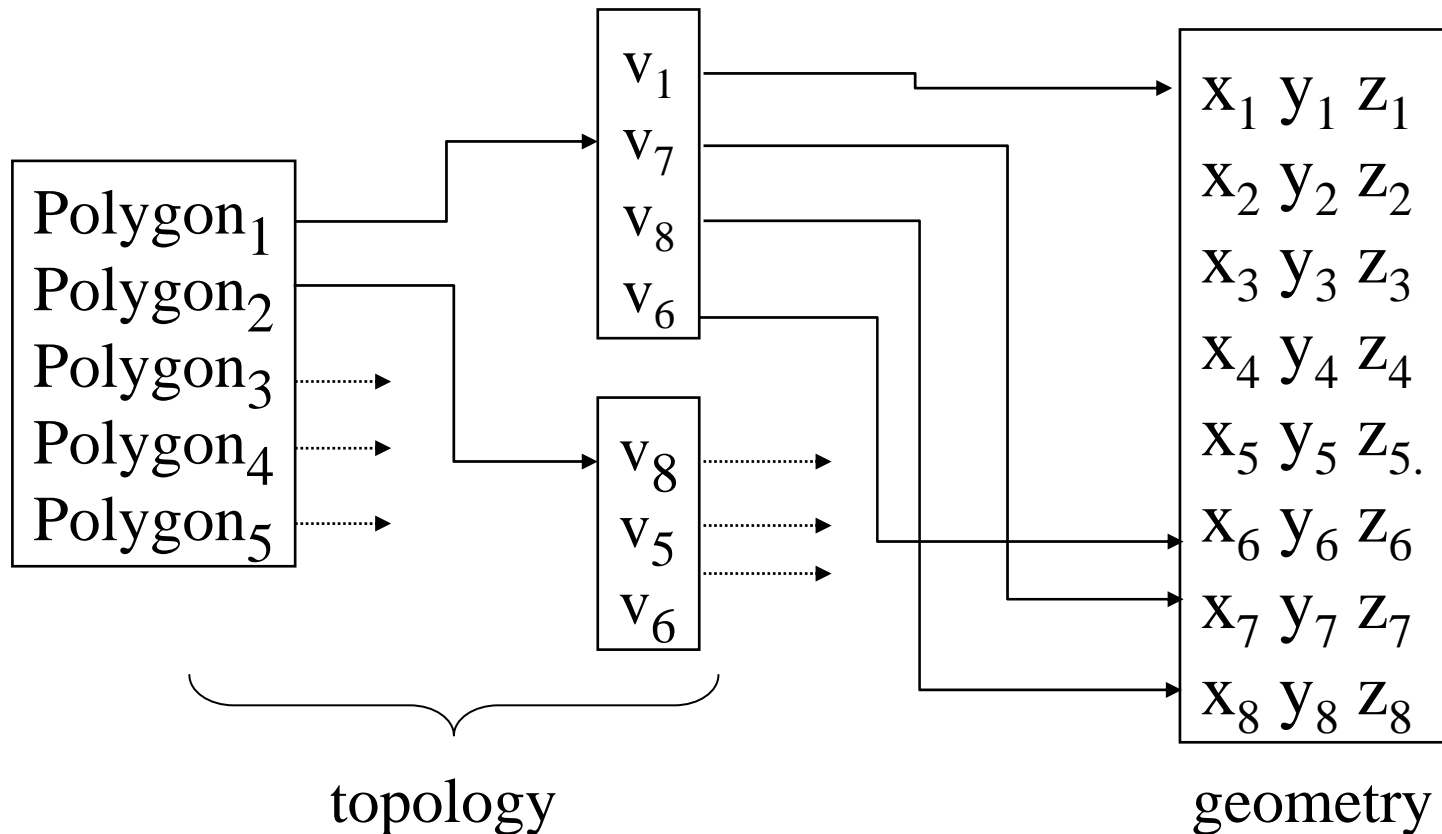 Polygon₁
Polygon₂
Polygon₃
Polygon₄
Polygon₅
v₁
v₇
v₈
v₆
v₈
v₅
v₆
topology
x₁ y₁ z₁
x₂ y₂ z₂
x₃ y₃ z₃
x₄ y₄ z₄
x₅ y₅ z₅.
x₆ y₆ z₆
x₇ y₇ z₇
x₈ y₈ z₈
geometry